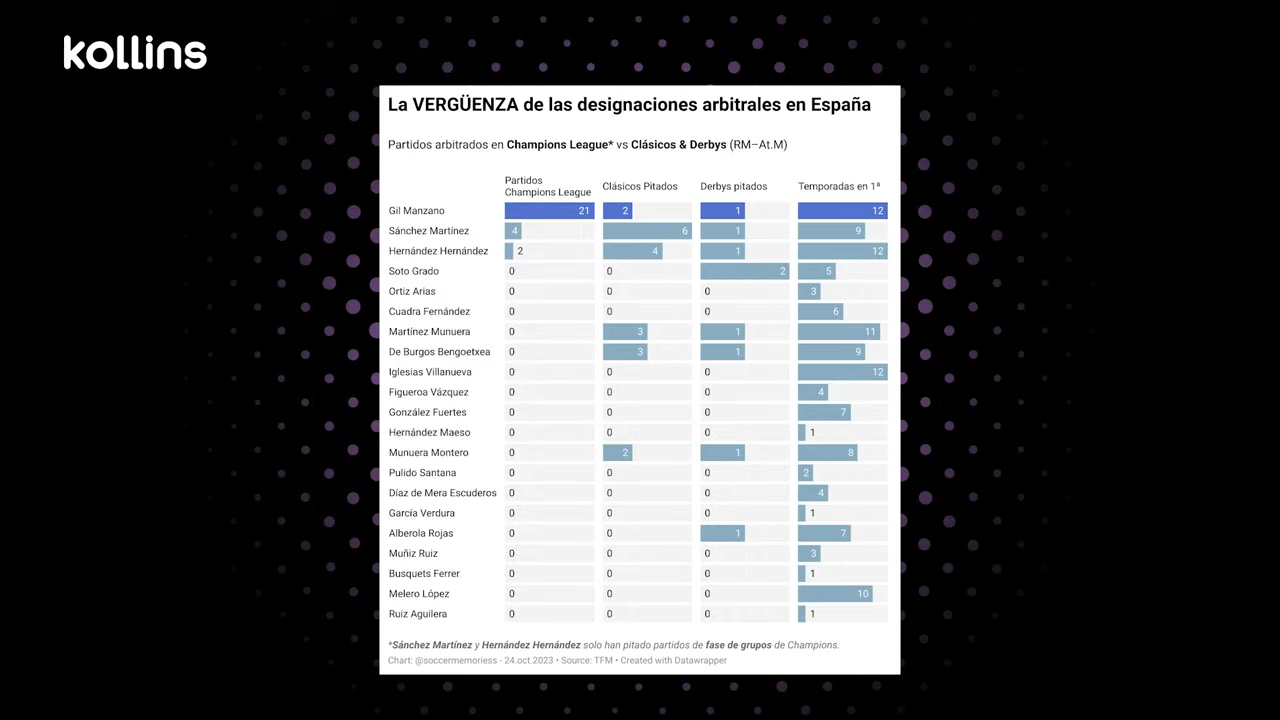 kollins
La VERGÜENZA de las designaciones arbitrales en España
Partidos arbitrados en Champions League* vs Clásicos & Derbys (RM–At.M)
Partidos
Champions League Clásicos Pitados Derbys pitados Temporadas en 1ª
Gil Manzano 21 2 1 12
Sánchez Martínez 4 6 1 9
Hernández Hernández 2 4 1 12
Soto Grado 0 0 2 5
Ortiz Arias 0 0 0 3
Cuadra Fernández 0 0 0 6
Martínez Munuera 0 3 1 11
De Burgos Bengoetxea 0 3 1 9
Iglesias Villanueva 0 0 0 12
Figueroa Vázquez 0 0 0 4
González Fuertes 0 0 0 7
Hernández Maeso 0 0 0 1
Munuera Montero 0 2 1 8
Pulido Santana 0 0 0 2
Díaz de Mera Escuderos 0 0 0 4
García Verdura 0 0 0 1
Alberola Rojas 0 0 1 7
Muñiz Ruiz 0 0 0 3
Busquets Ferrer 0 0 0 1
Melero López 0 0 0 10
Ruiz Aguilera 0 0 0 1
*Sánchez Martínez y Hernández Hernández solo han pitado partidos de fase de grupos de Champions.
Chart: @soccermemoriess - 24.oct.2023 • Source: TFM • Created with Datawrapper